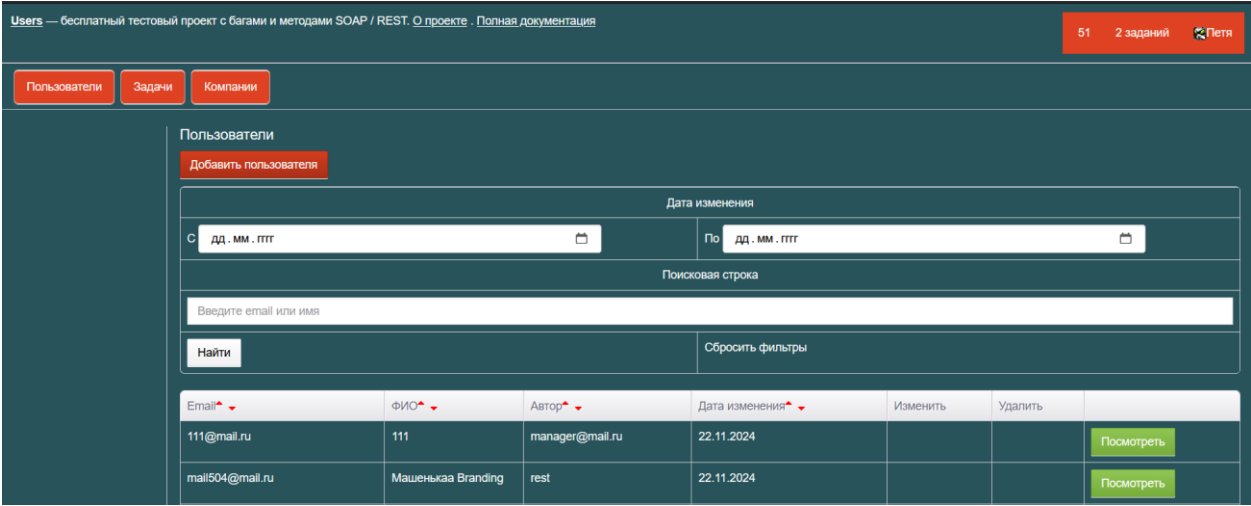 Users — бесплатный тестовый проект с багами и методами SOAP / REST. О проекте . Полная документация
51 2 заданий Петя
Пользователи Задачи Компании
Пользователи
Добавить пользователя
Дата изменения
С дд . мм . гггг По дд . мм . гггг
Поисковая строка
Введите email или имя
Найти Сбросить фильтры
Email ФИО Автор Дата изменения Изменить Удалить
111@mail.ru 111 manager@mail.ru 22.11.2024 Посмотреть
mail504@mail.ru Машенькаа Branding rest 22.11.2024 Посмотреть